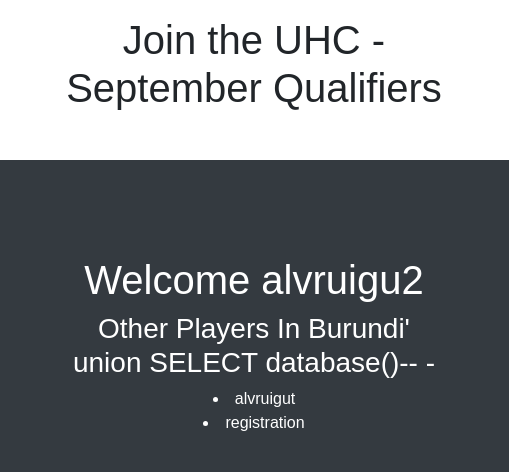 Join the UHC -
September Qualifiers
Welcome alvruigu2
Other Players In Burundi'
union SELECT database()-- -
alvruigut
registration